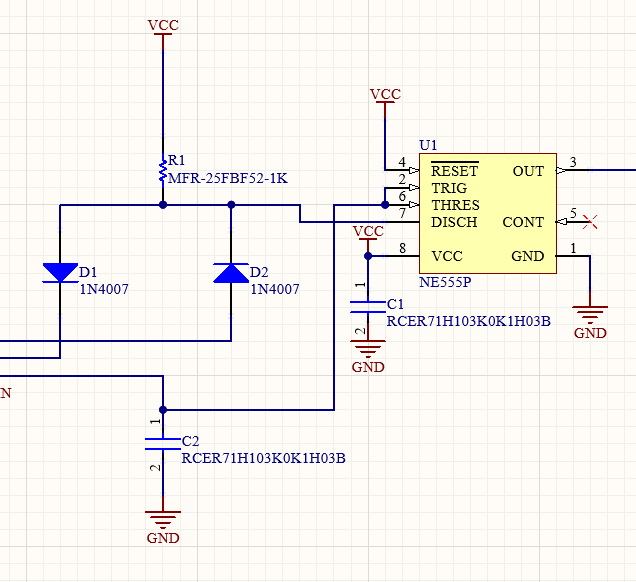 VCC
VCC
U1
R1
MFR-25FBF52-1K
4
RESET
OUT
3
2
TRIG
6
THRES
7
DISCH
CONT
5
VCC
8
VCC
GND
1
D1
1N4007
D2
1N4007
NE555P
1
C1
RCER71H103K0K1H03B
2
GND
GND
N
1
C2
RCER71H103K0K1H03B
2
GND